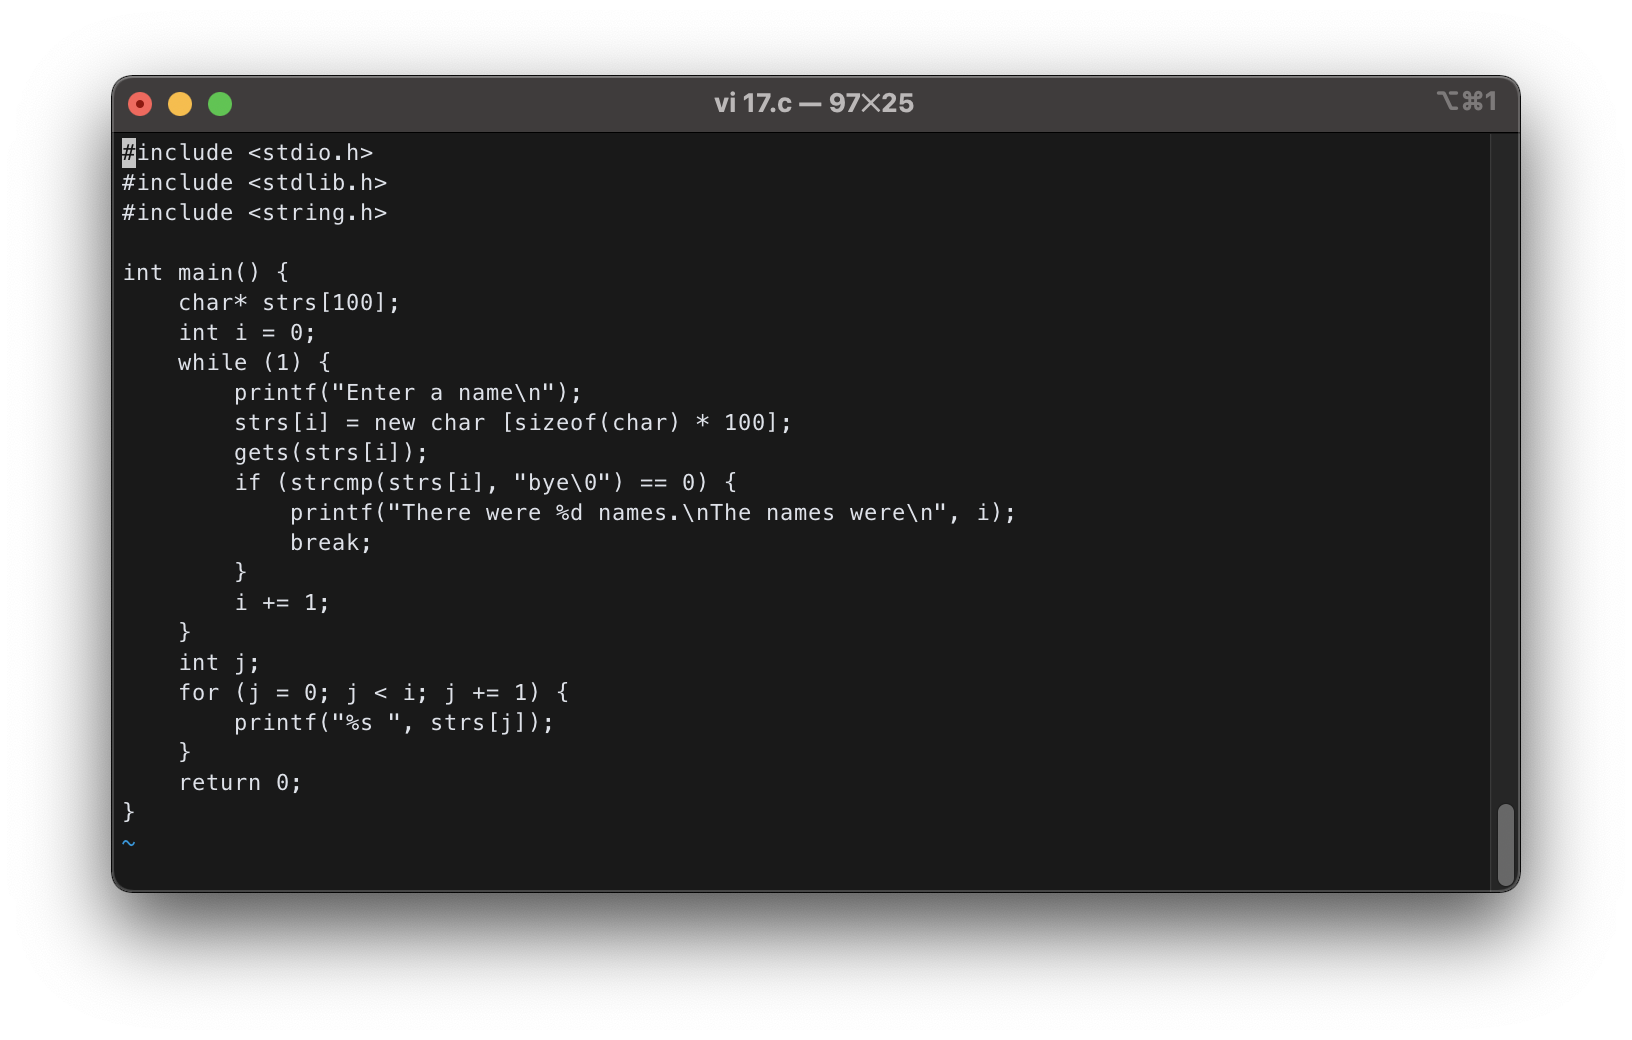 vi 17.c — 97✕25
⌥⌘1
#include <stdio.h>
#include <stdlib.h>
#include <string.h>

int main() {
    char* strs[100];
    int i = 0;
    while (1) {
        printf("Enter a name\n");
        strs[i] = new char [sizeof(char) * 100];
        gets(strs[i]);
        if (strcmp(strs[i], "bye\0") == 0) {
            printf("There were %d names.\nThe names were\n", i);
            break;
        }
        i += 1;
    }
    int j;
    for (j = 0; j < i; j += 1) {
        printf("%s ", strs[j]);
    }
    return 0;
}
~